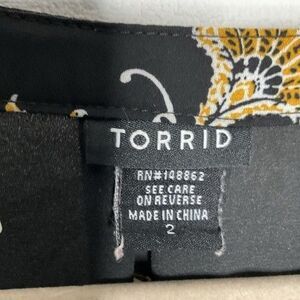 TORRID
RN#148862
SEE CARE
ON REVERSE
MADE IN CHINA
2